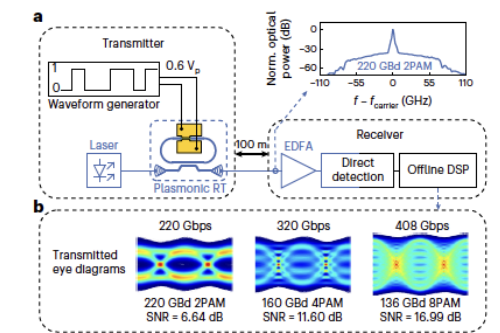 a
Transmitter
0.6 Vp
1
0
Waveform generator
Laser
Plasmonic RT
100 m
Norm. optical
power (dB)
0
−30
−60
220 GBd 2PAM
−110
−55
0
55
110
f − fcarrier (GHz)
Receiver
EDFA
Direct
detection
Offline DSP
b
Transmitted
eye diagrams
220 Gbps
320 Gbps
408 Gbps
220 GBd 2PAM
SNR = 6.64 dB
160 GBd 4PAM
SNR = 11.60 dB
136 GBd 8PAM
SNR = 16.99 dB